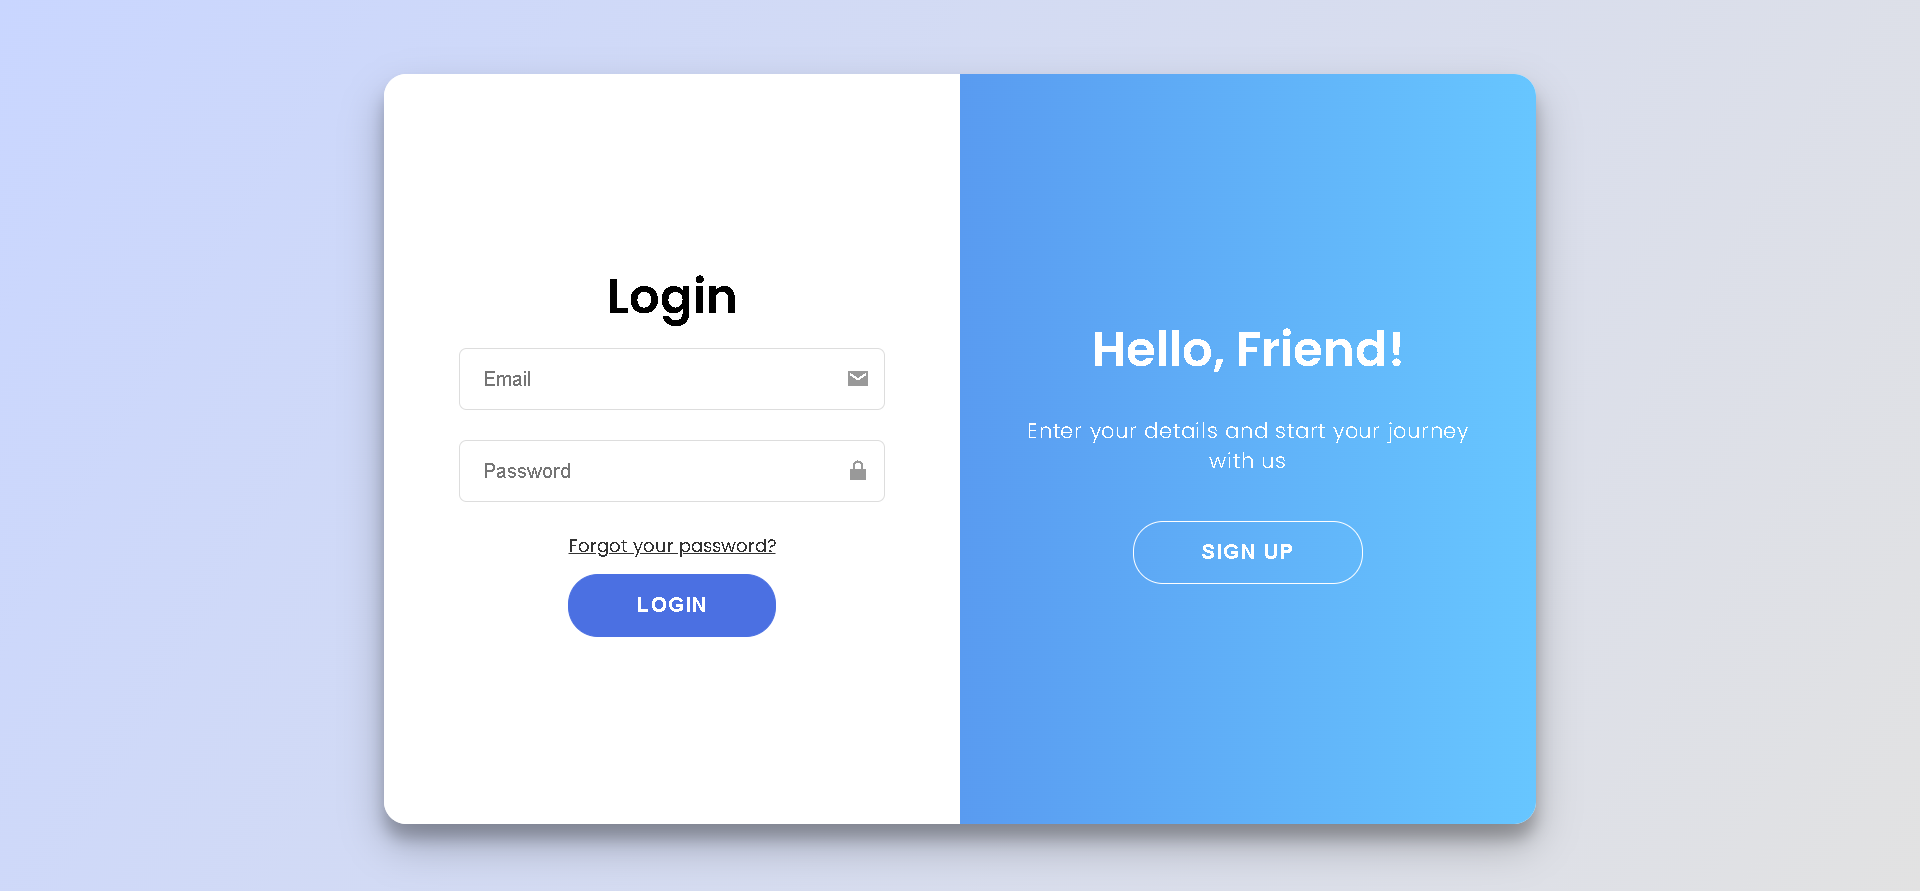 Login
Email
Password
Forgot your password?
LOGIN
Hello, Friend!
Enter your details and start your journey
with us
SIGN UP